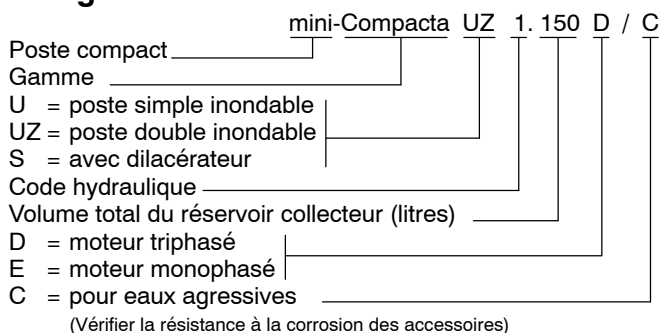 mini-Compacta UZ 1. 150 D / C
Poste compact
Gamme
U = poste simple inondable
UZ = poste double inondable
S = avec dilacérateur
Code hydraulique
Volume total du réservoir collecteur (litres)
D = moteur triphasé
E = moteur monophasé
C = pour eaux agressives
(Vérifier la résistance à la corrosion des accessoires)